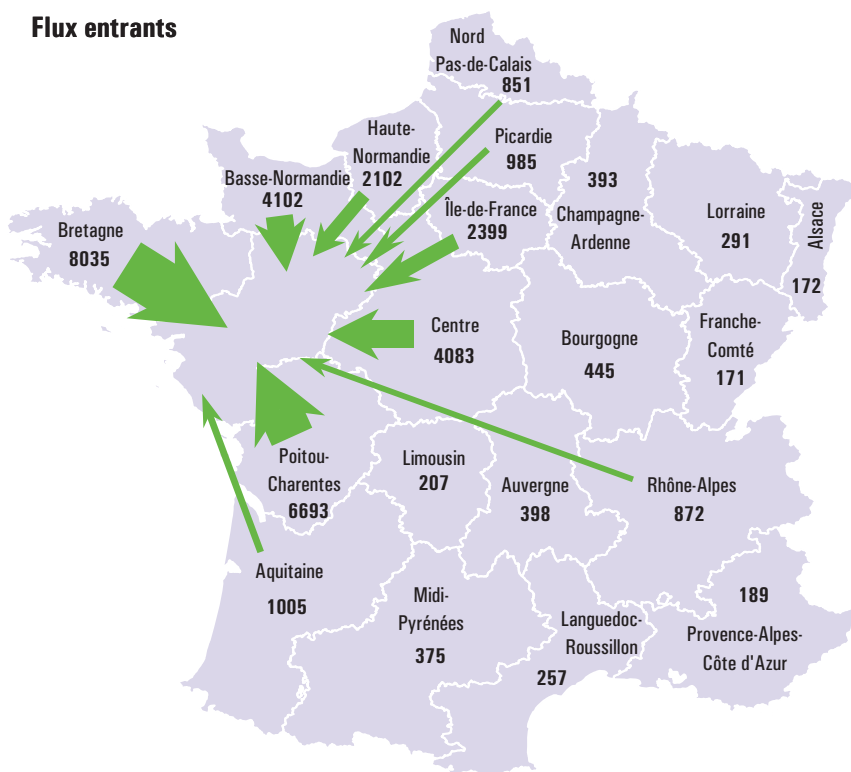 Flux entrants
Nord
Pas-de-Calais
851
Haute-
Normandie
2102
Picardie
985
393
Champagne-
Ardenne
Basse-Normandie
4102
Île-de-France
2399
Lorraine
291
Alsace
172
Bretagne
8035
Centre
4083
Bourgogne
445
Franche-
Comté
171
Poitou-
Charentes
6693
Limousin
207
Auvergne
398
Rhône-Alpes
872
Aquitaine
1005
Midi-
Pyrénées
375
Languedoc-
Roussillon
257
189
Provence-Alpes-
Côte d'Azur